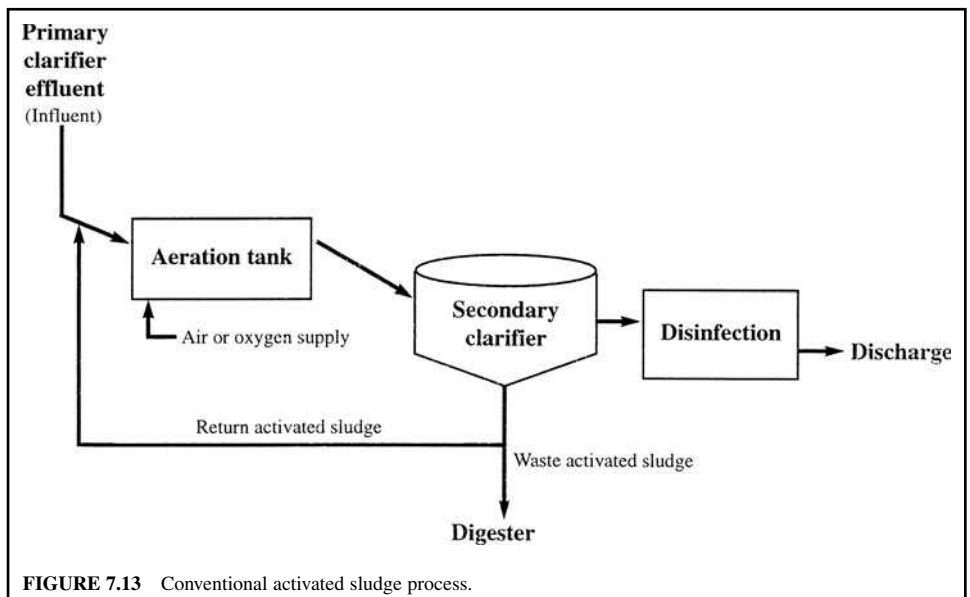 Primary
clarifier
effluent
(Influent)
Aeration tank
Air or oxygen supply
Secondary
clarifier
Disinfection
Discharge
Return activated sludge
Waste activated sludge
Digester
FIGURE 7.13 Conventional activated sludge process.